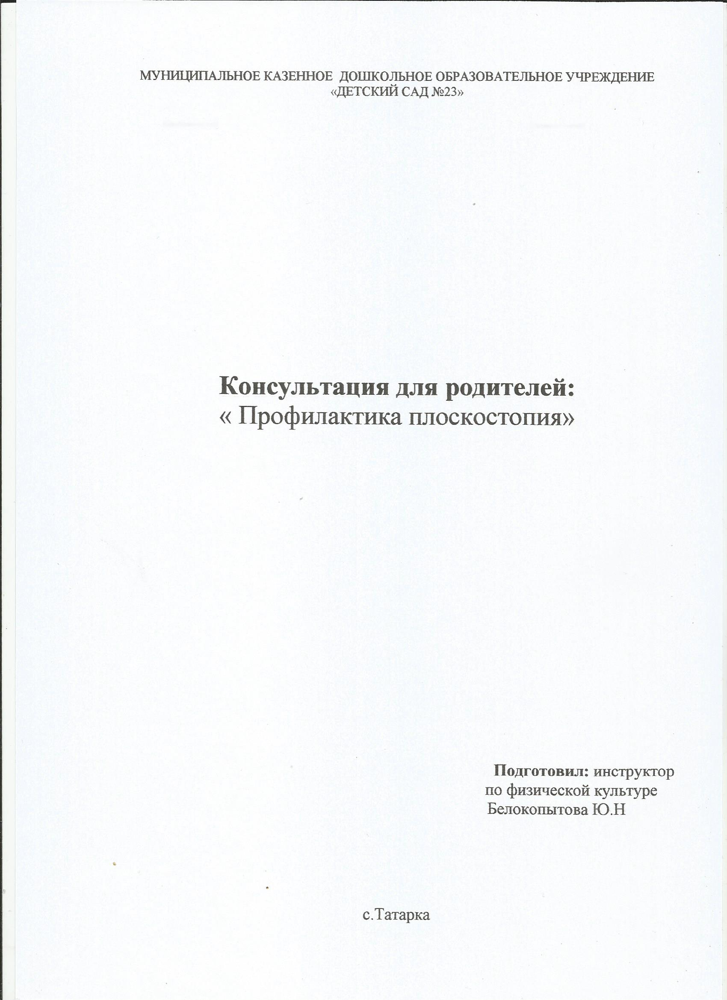 МУНИЦИПАЛЬНОЕ КАЗЕННОЕ ДОШКОЛЬНОЕ ОБРАЗОВАТЕЛЬНОЕ УЧРЕЖДЕНИЕ
«ДЕТСКИЙ САД №23»
Консультация для родителей:
« Профилактика плоскостопия»
Подготовил: инструктор
по физической культуре
Белокопытова Ю.Н
с.Татарка